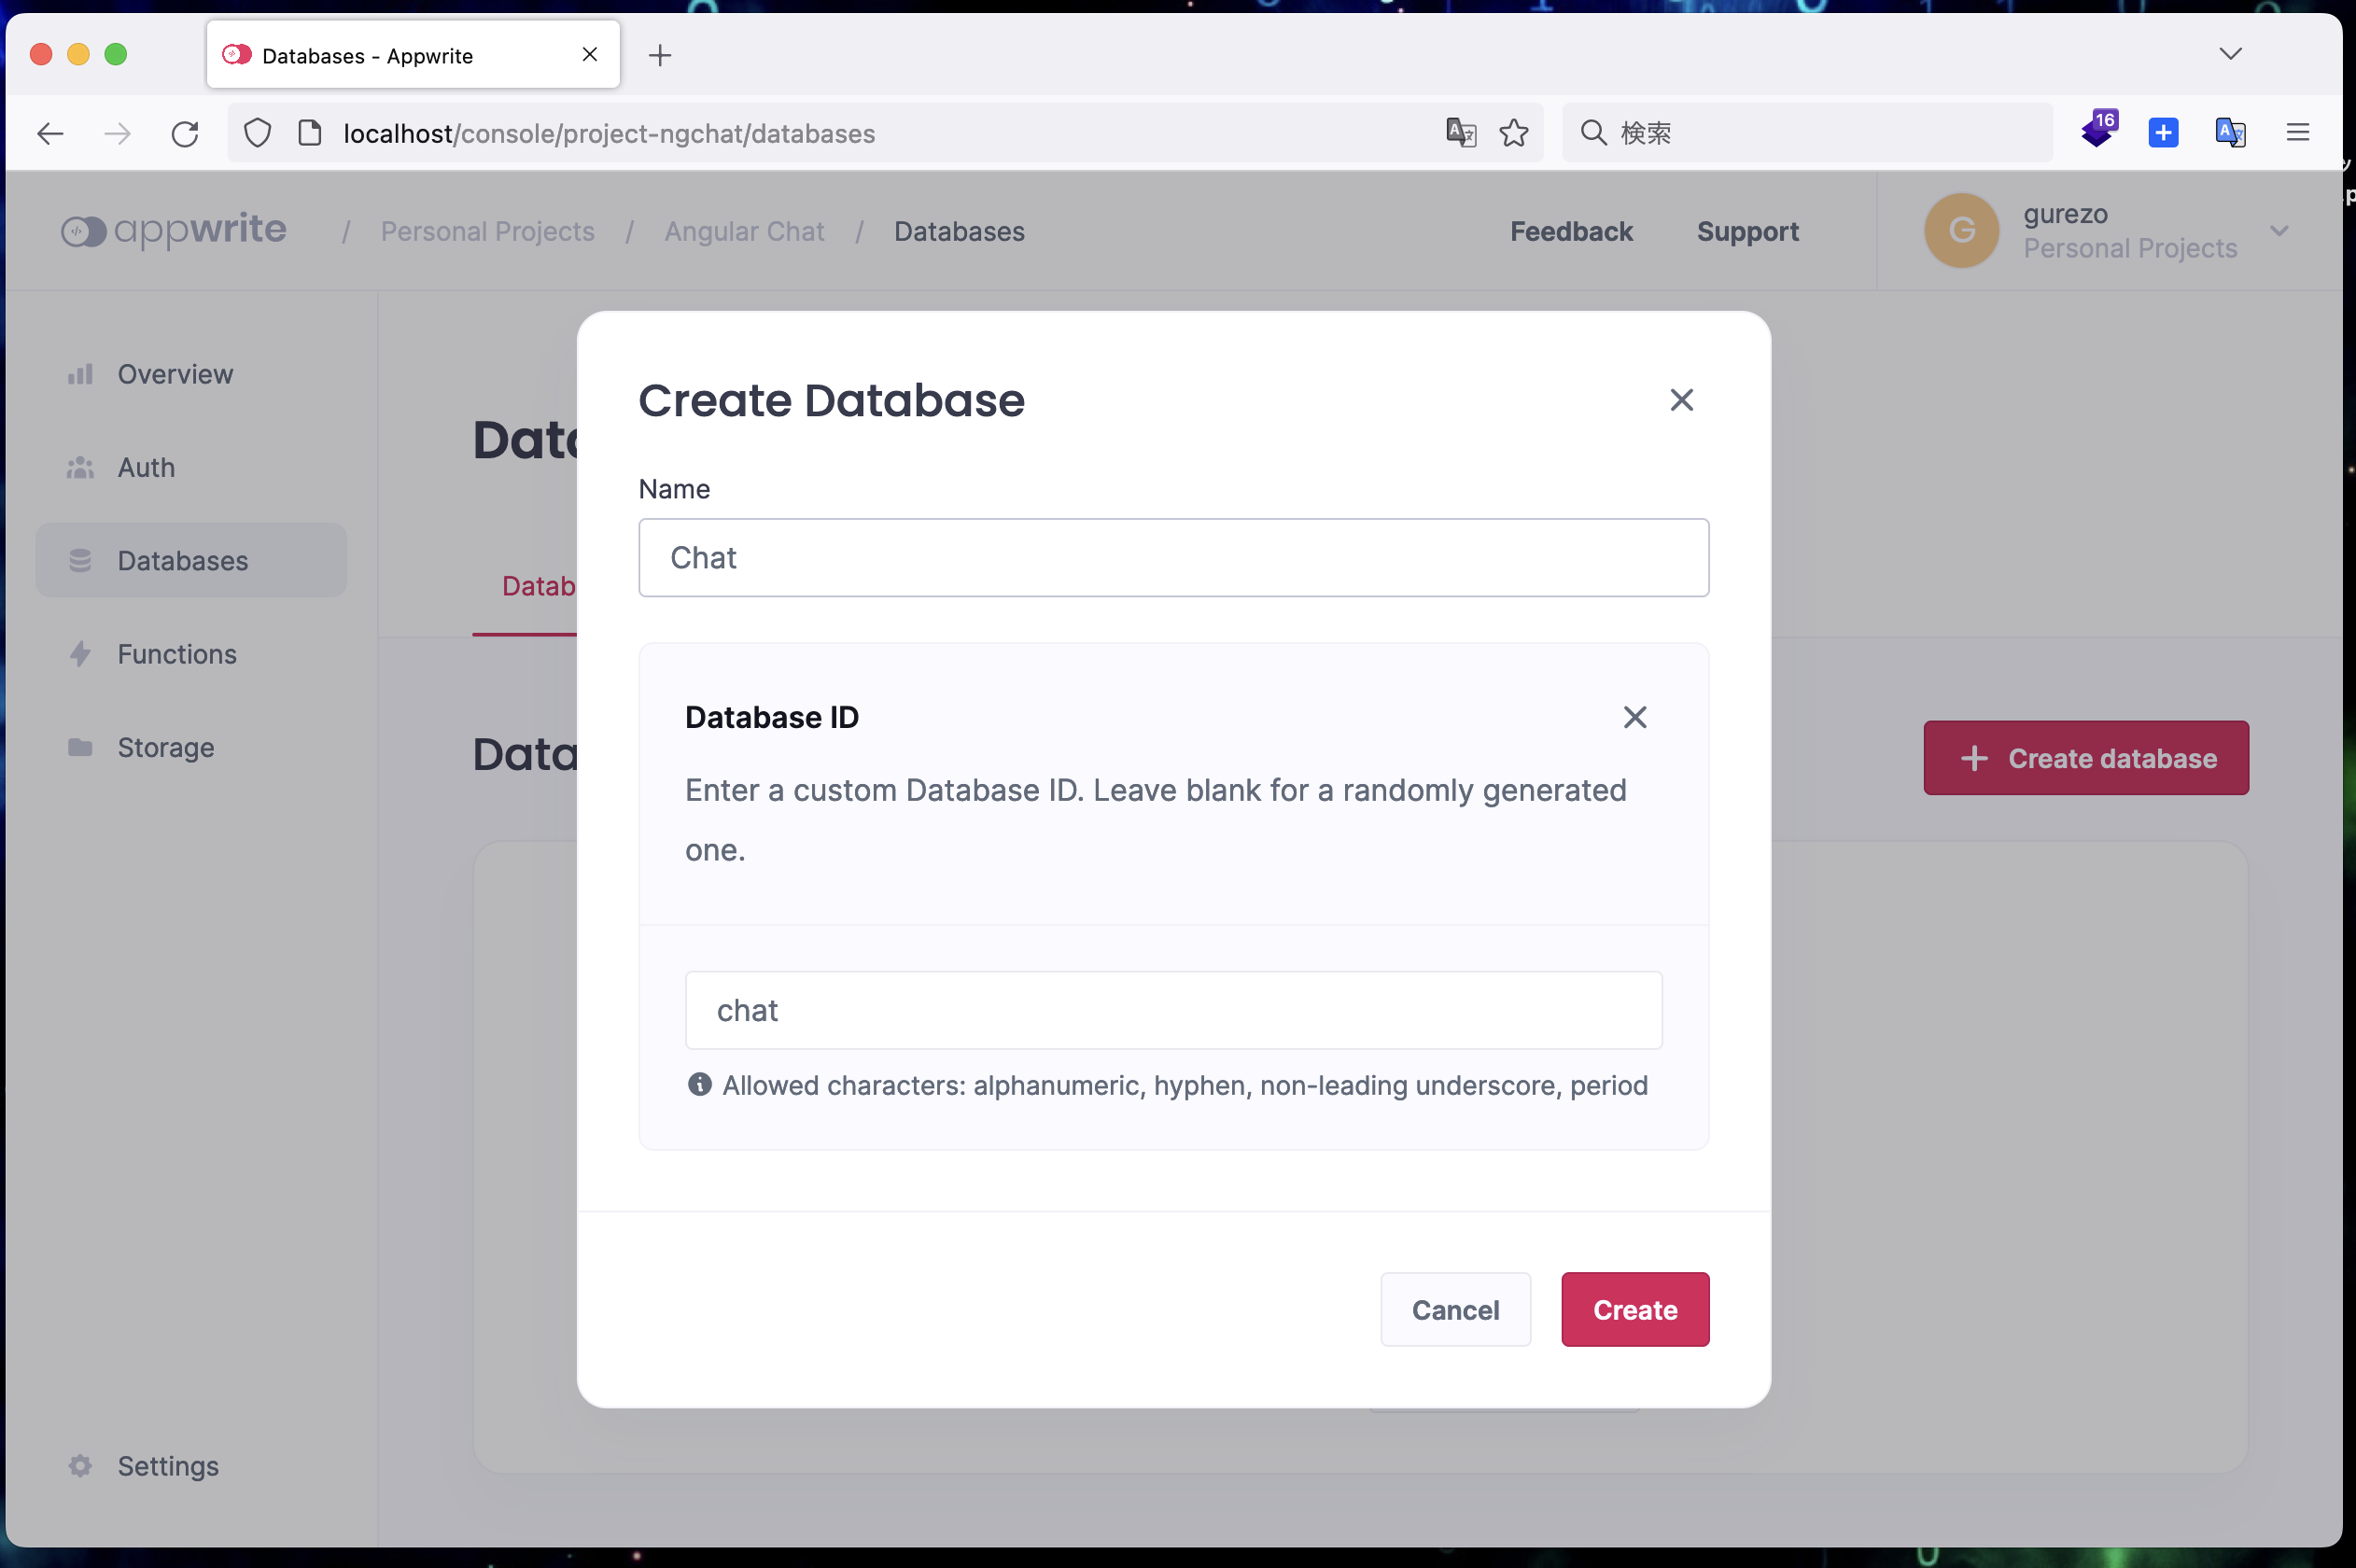 Databases - Appwrite
localhost/console/project-ngchat/databases
検索
16
appwrite / Personal Projects / Angular Chat / Databases
Feedback
Support
G
gurezo
Personal Projects
Overview
Auth
Databases
Functions
Storage
Settings
Data
Datab
Data
Create database
Create Database
Name
Chat
Database ID
Enter a custom Database ID. Leave blank for a randomly generated
one.
chat
Allowed characters: alphanumeric, hyphen, non-leading underscore, period
Cancel
Create